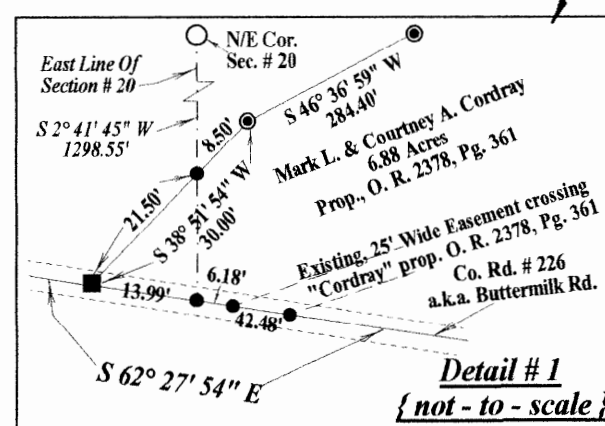 N/E Cor.
Sec. # 20
East Line Of
Section # 20
S 2° 41' 45" W
1298.55'
S 46° 36' 59" W
284.40'
8.50'
21.50'
S 38° 51' 54" W
30.00'
Mark L. & Courtney A. Cordray
6.88 Acres
Prop., O. R. 2378, Pg. 361
Existing, 25' Wide Easement crossing
"Cordray" prop. O. R. 2378, Pg. 361
Co. Rd. # 226
a.k.a. Buttermilk Rd.
6.18'
13.99'
42.48'
S 62° 27' 54" E
Detail # 1
{ not - to - scale }